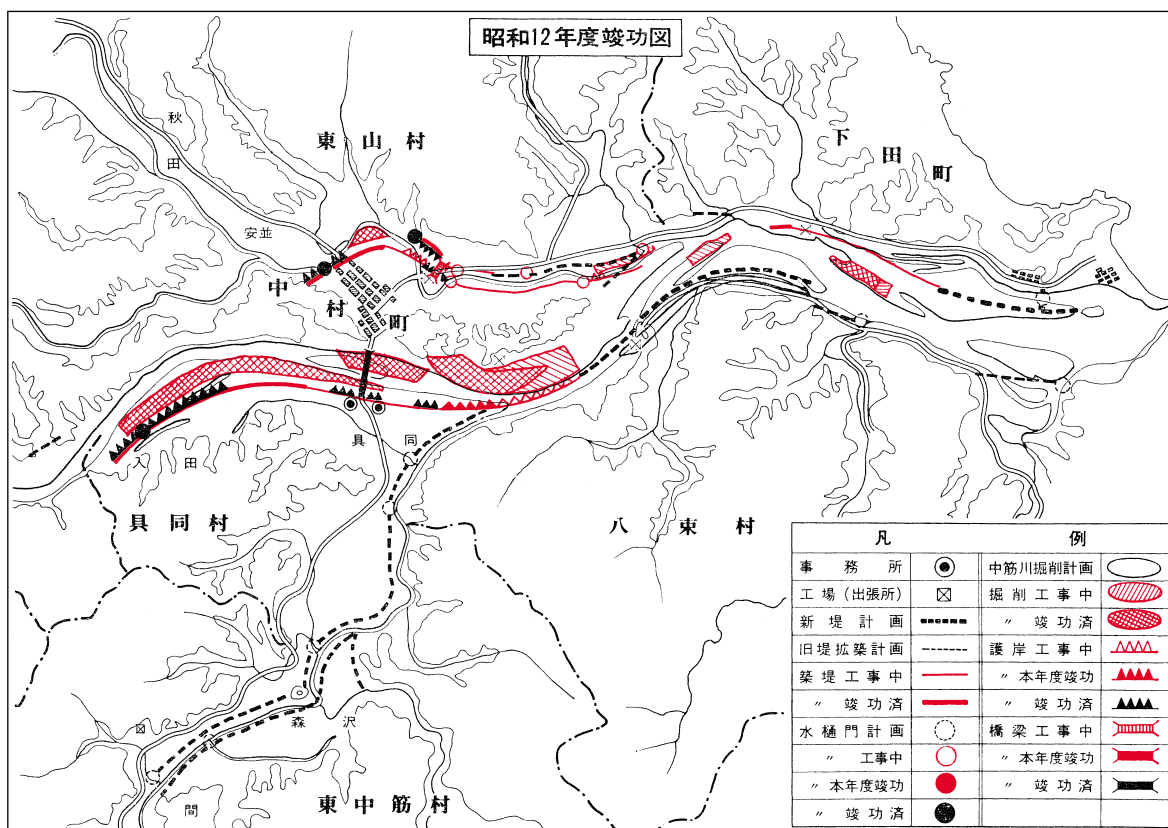 昭和12年度竣功図
秋田
東山村
下田町
安並
中村町
具同
入田
具同村
八束村
森沢
間
東中筋村
凡例
事務所
工場(出張所)
新堤計画
旧堤拡築計画
築堤工事中
〃 竣功済
水樋門計画
〃 工事中
〃 本年度竣功
〃 竣功済
中筋川掘削計画
掘削工事中
〃 竣功済
護岸工事中
〃 本年度竣功
〃 竣功済
橋梁工事中
〃 本年度竣功
〃 竣功済